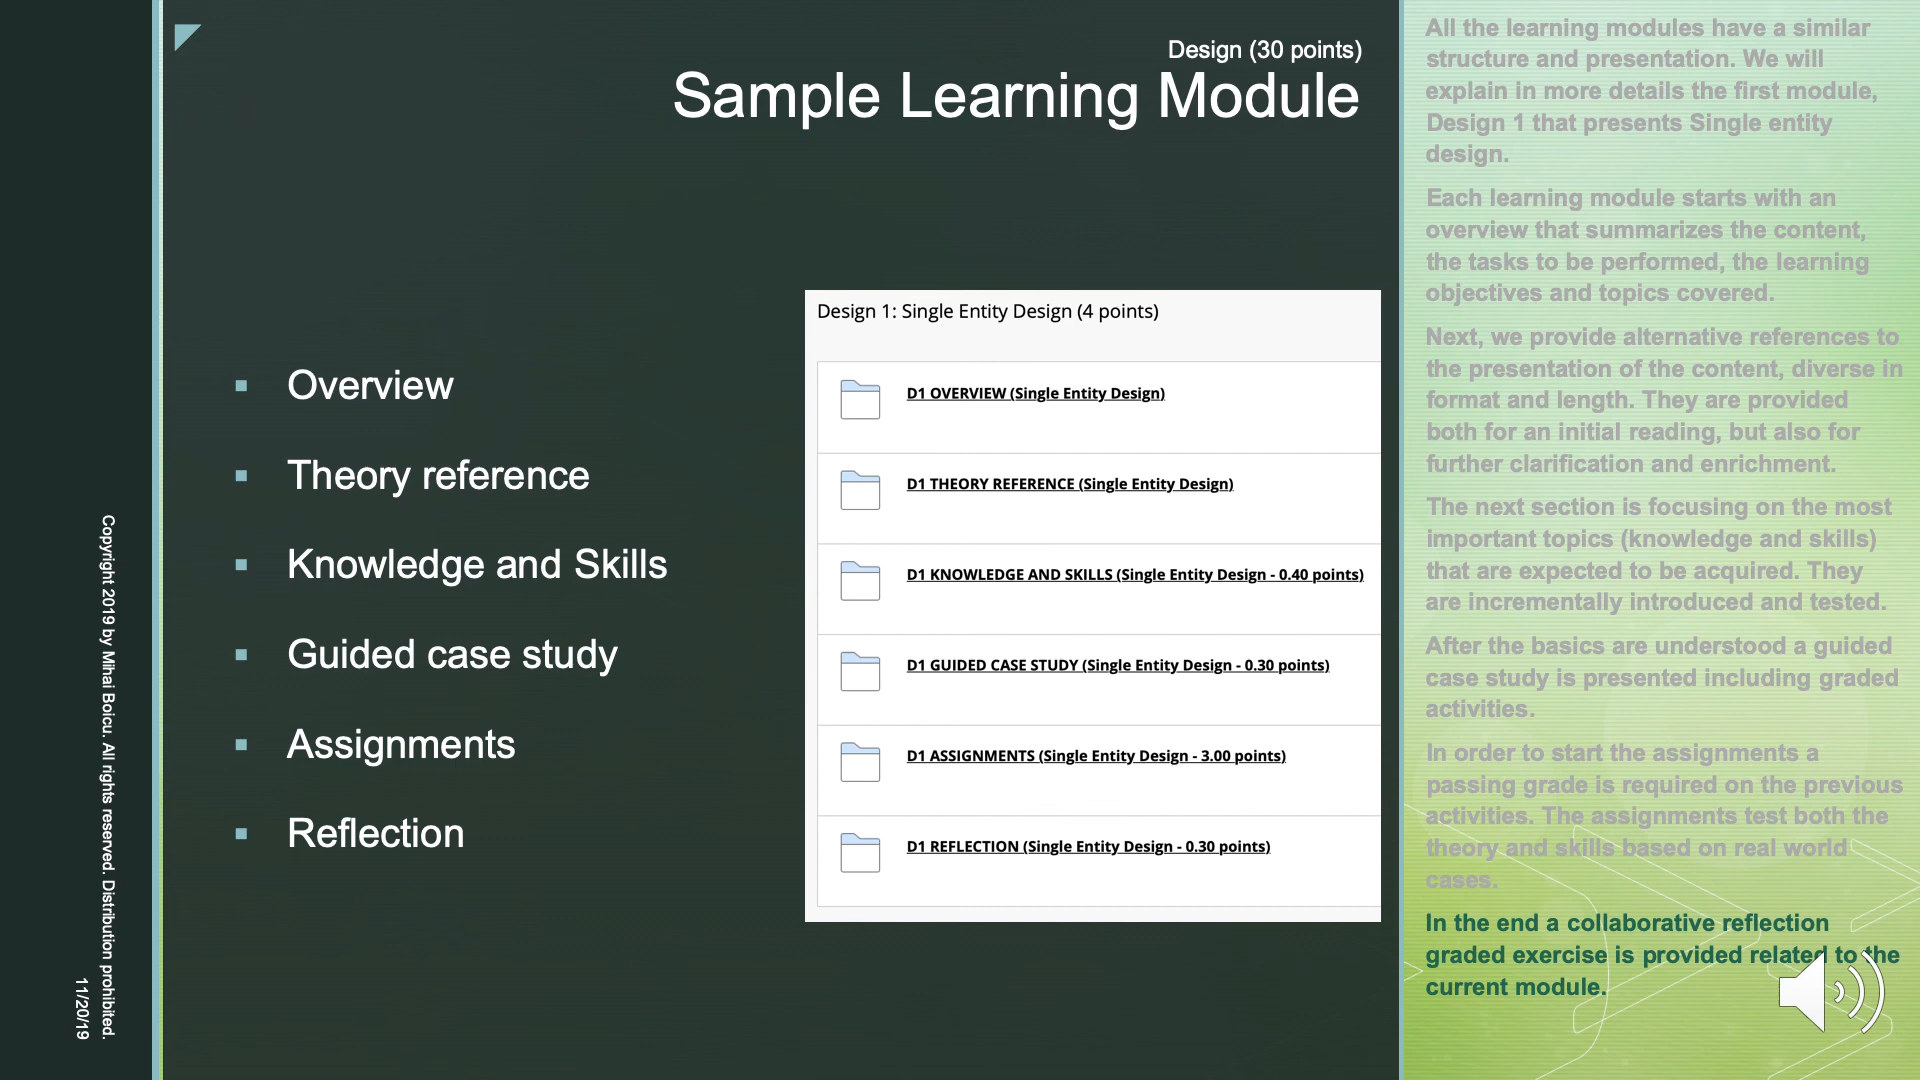 Design (30 points)
Sample Learning Module
▪ Overview
▪ Theory reference
▪ Knowledge and Skills
▪ Guided case study
▪ Assignments
▪ Reflection
Design 1: Single Entity Design (4 points)
D1 OVERVIEW (Single Entity Design)
D1 THEORY REFERENCE (Single Entity Design)
D1 KNOWLEDGE AND SKILLS (Single Entity Design - 0.40 points)
D1 GUIDED CASE STUDY (Single Entity Design - 0.30 points)
D1 ASSIGNMENTS (Single Entity Design - 3.00 points)
D1 REFLECTION (Single Entity Design - 0.30 points)
All the learning modules have a similar
structure and presentation. We will
explain in more details the first module,
Design 1 that presents Single entity
design.
Each learning module starts with an
overview that summarizes the content,
the tasks to be performed, the learning
objectives and topics covered.
Next, we provide alternative references to
the presentation of the content, diverse in
format and length. They are provided
both for an initial reading, but also for
further clarification and enrichment.
The next section is focusing on the most
important topics (knowledge and skills)
that are expected to be acquired. They
are incrementally introduced and tested.
After the basics are understood a guided
case study is presented including graded
activities.
In order to start the assignments a
passing grade is required on the previous
activities. The assignments test both the
theory and skills based on real world
cases.
In the end a collaborative reflection
graded exercise is provided related to the
current module.
Copyright 2019 by Mihai Boicu. All rights reserved. Distribution prohibited.
11/20/19